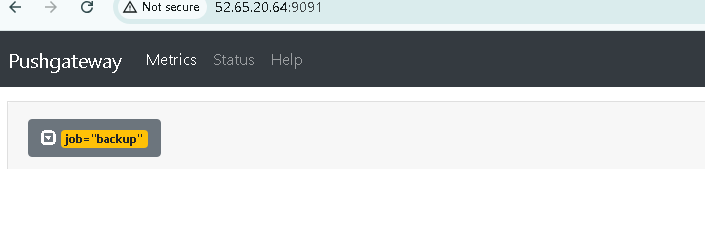 Not secure 52.65.20.64:9091
Pushgateway Metrics Status Help
job="backup"